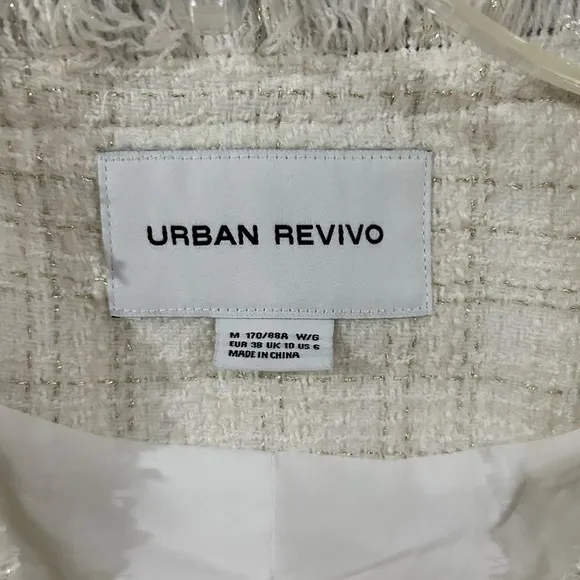 URBAN REVIVO
M 170/88A W/G
EUR 38 UK 10 US 6
MADE IN CHINA